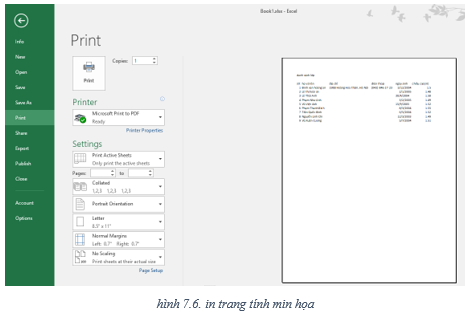 Book1.xlsx - Excel
Info
New
Open
Save
Save As
Print
Share
Export
Publish
Close
Account
Options
Print
Copies: 1
Print
Printer
Microsoft Print to PDF
Ready
Printer Properties
Settings
Print Active Sheets
Only print the active sheets
Pages: to
Collated
1,2,3 1,2,3 1,2,3
Portrait Orientation
Letter
8.5" x 11"
Normal Margins
Left: 0.7" Right: 0.7"
No Scaling
Print sheets at their actual size
Page Setup
hình 7.6. in trang tính min họa